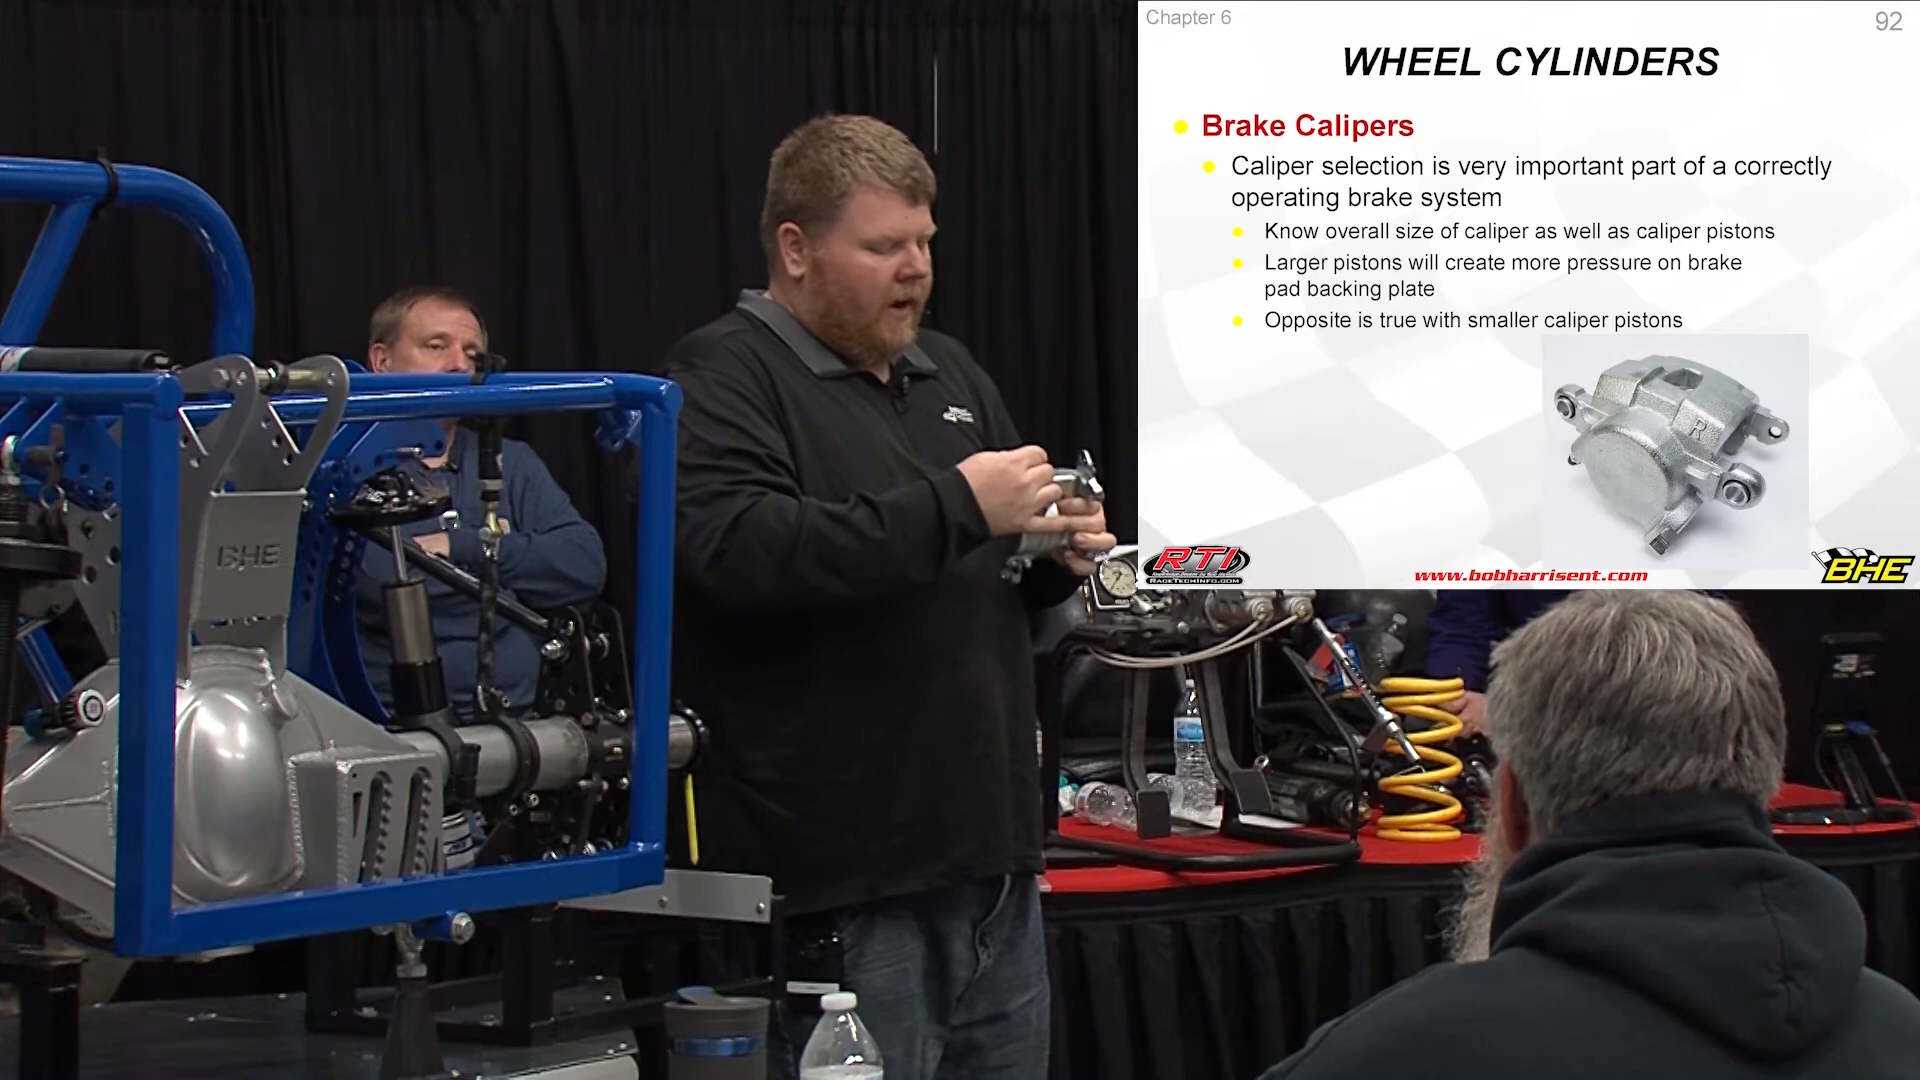 Chapter 6
92
WHEEL CYLINDERS
Brake Calipers
Caliper selection is very important part of a correctly
operating brake system
Know overall size of caliper as well as caliper pistons
Larger pistons will create more pressure on brake
pad backing plate
Opposite is true with smaller caliper pistons
R
RTI
RACETECHINFO.COM
www.bobharrisent.com
BHE
BHE